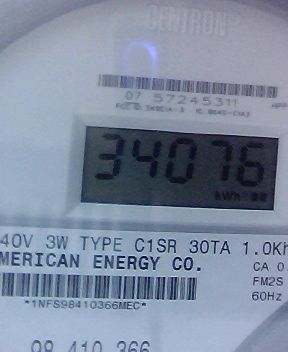 CENTRON
07 57245311
34076
kWh
40V 3W TYPE C1SR 30TA 1.0Kh
MERICAN ENERGY CO.
CA 0.
FM2S
*1NFS98410366MEC*
60Hz
98 410 366